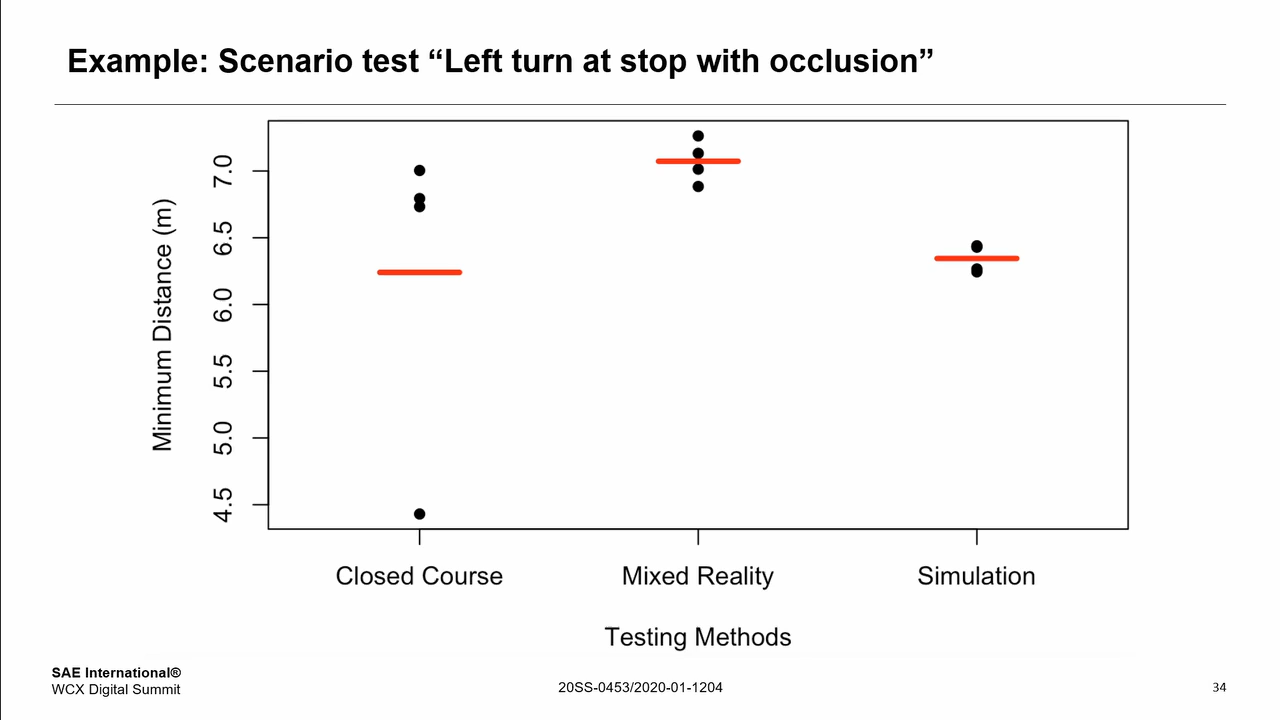 Example: Scenario test “Left turn at stop with occlusion”
Minimum Distance (m)
7.0
6.5
6.0
5.5
5.0
4.5
Closed Course
Mixed Reality
Simulation
Testing Methods
SAE International®
WCX Digital Summit
20SS-0453/2020-01-1204
34